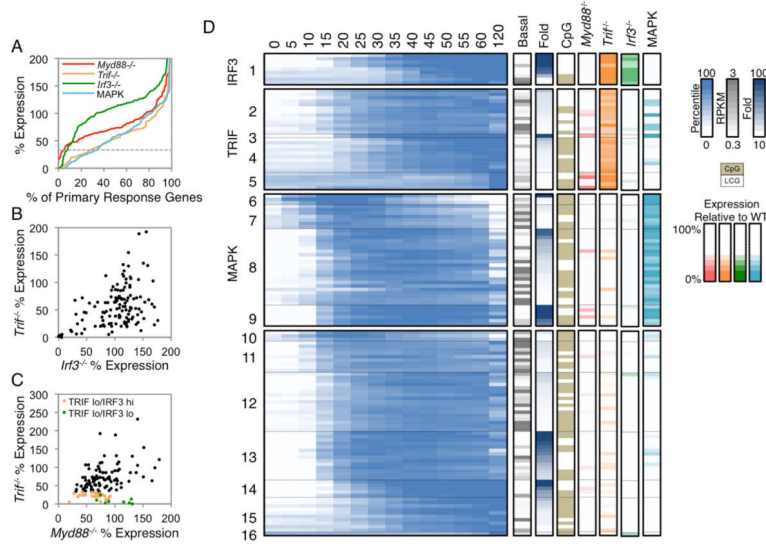 A
200
150
100
50
0
% Expression
Myd88-/-
Trif-/-
Irf3-/-
MAPK
0 20 40 60 80 100
% of Primary Response Genes
B
200
150
100
50
0
Trif-/- % Expression
0 50 100 150 200
Irf3-/- % Expression
C
300
250
200
150
100
50
0
Trif-/- % Expression
TRIF lo/IRF3 hi
TRIF lo/IRF3 lo
0 50 100 150 200
Myd88-/- % Expression
D
0 5 10 15 20 25 30 35 40 45 50 55 60 120 Basal Fold CpG Myd88-/- Trif-/- Irf3-/- MAPK
IRF3
1
TRIF
2
3
4
5
MAPK
6
7
8
9
10
11
12
13
14
15
16
100 3 100
Percentile RPKM Fold
0 0.3 10
CpG
LCG
Expression
Relative to WT
100%
0%